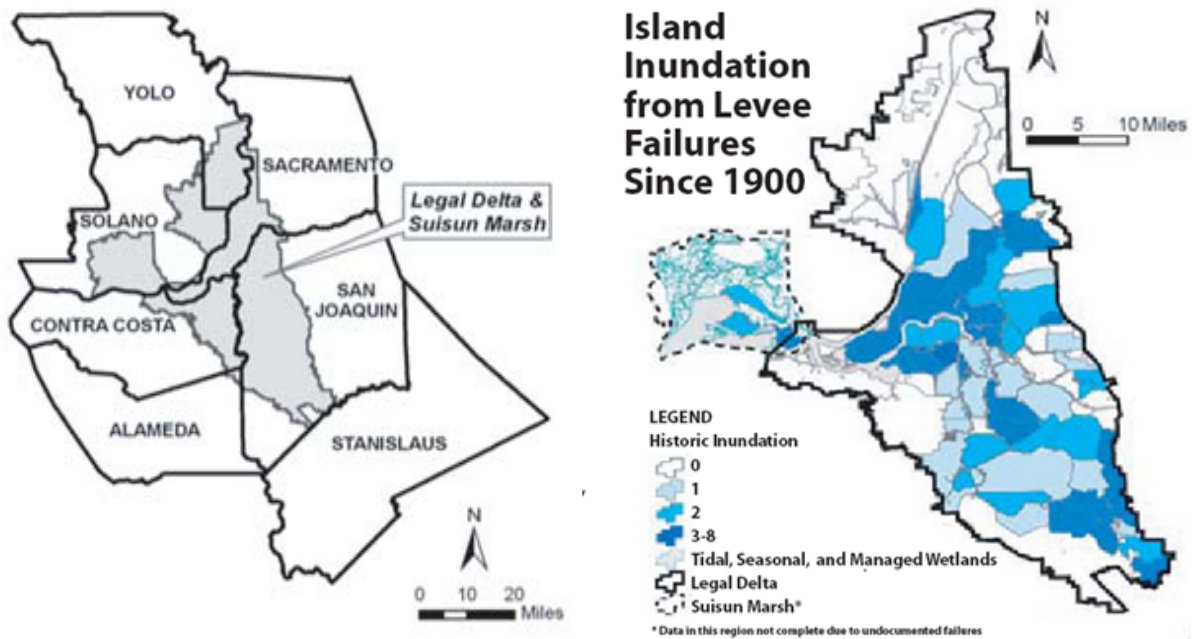 YOLO
SACRAMENTO
Legal Delta &
Suisun Marsh
SOLANO
SAN
JOAQUIN
CONTRA COSTA
ALAMEDA
STANISLAUS
N
0 10 20
Miles
Island
Inundation
from Levee
Failures
Since 1900
N
0 5 10 Miles
LEGEND
Historic Inundation
0
1
2
3-8
Tidal, Seasonal, and Managed Wetlands
Legal Delta
Suisun Marsh*
* Data in this region not complete due to undocumented failures